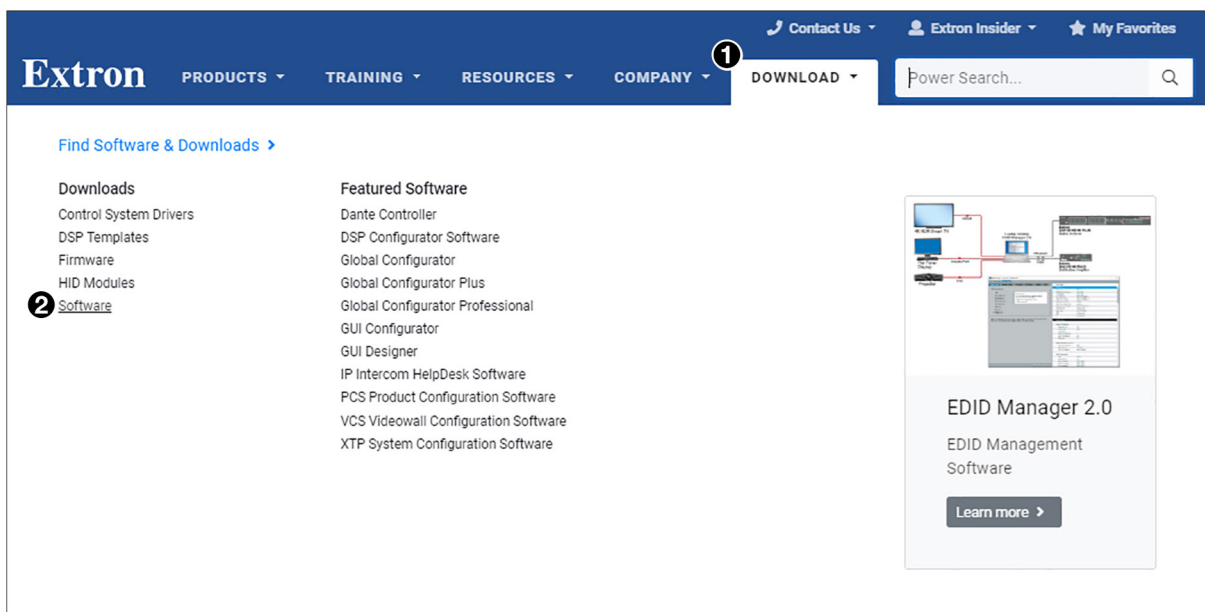 Contact Us
Extron Insider
My Favorites
1
Extron
PRODUCTS
TRAINING
RESOURCES
COMPANY
DOWNLOAD
Power Search...
Find Software & Downloads >
Downloads
Control System Drivers
DSP Templates
Firmware
HID Modules
2
Software
Featured Software
Dante Controller
DSP Configurator Software
Global Configurator
Global Configurator Plus
Global Configurator Professional
GUI Configurator
GUI Designer
IP Intercom HelpDesk Software
PCS Product Configuration Software
VCS Videowall Configuration Software
XTP System Configuration Software
EDID Manager 2.0
EDID Management
Software
Learn more >